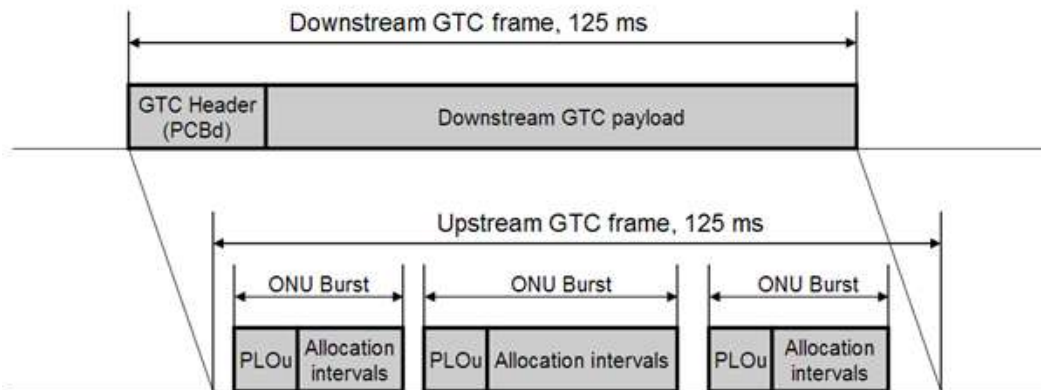 Downstream GTC frame, 125 ms
GTC Header
(PCBd)
Downstream GTC payload
Upstream GTC frame, 125 ms
ONU Burst
ONU Burst
ONU Burst
PLOu
Allocation
intervals
PLOu
Allocation intervals
PLOu
Allocation
intervals